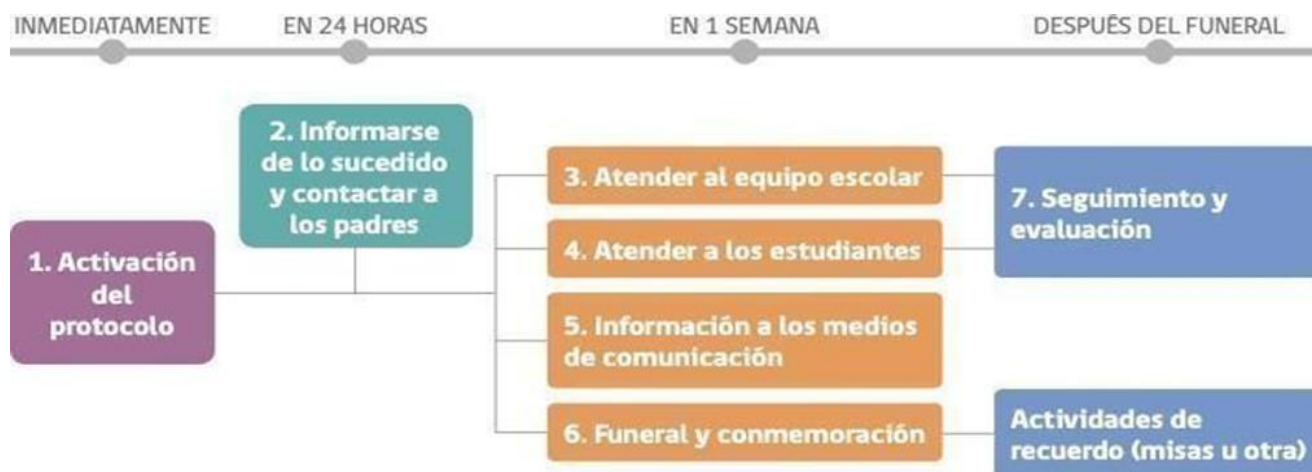 INMEDIATAMENTE
EN 24 HORAS
EN 1 SEMANA
DESPUÉS DEL FUNERAL
1. Activación
del
protocolo
2. Informarse
de lo sucedido
y contactar a
los padres
3. Atender al equipo escolar
4. Atender a los estudiantes
5. Información a los medios
de comunicación
6. Funeral y conmemoración
7. Seguimiento y
evaluación
Actividades de
recuerdo (misas u otra)